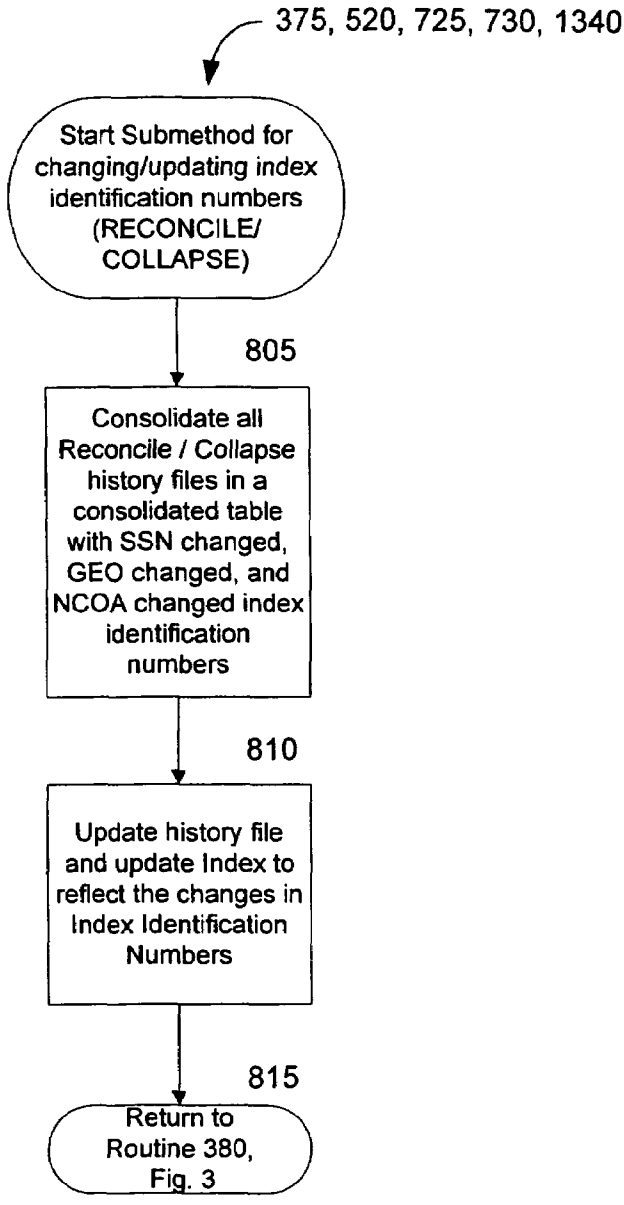 375, 520, 725, 730, 1340
Start Submethod for
changing/updating index
identification numbers
(RECONCILE/
COLLAPSE)
805
Consolidate all
Reconcile / Collapse
history files in a
consolidated table
with SSN changed,
GEO changed, and
NCOA changed index
identification
numbers
810
Update history file
and update Index to
reflect the changes in
Index Identification
Numbers
815
Return to
Routine 380,
Fig. 3